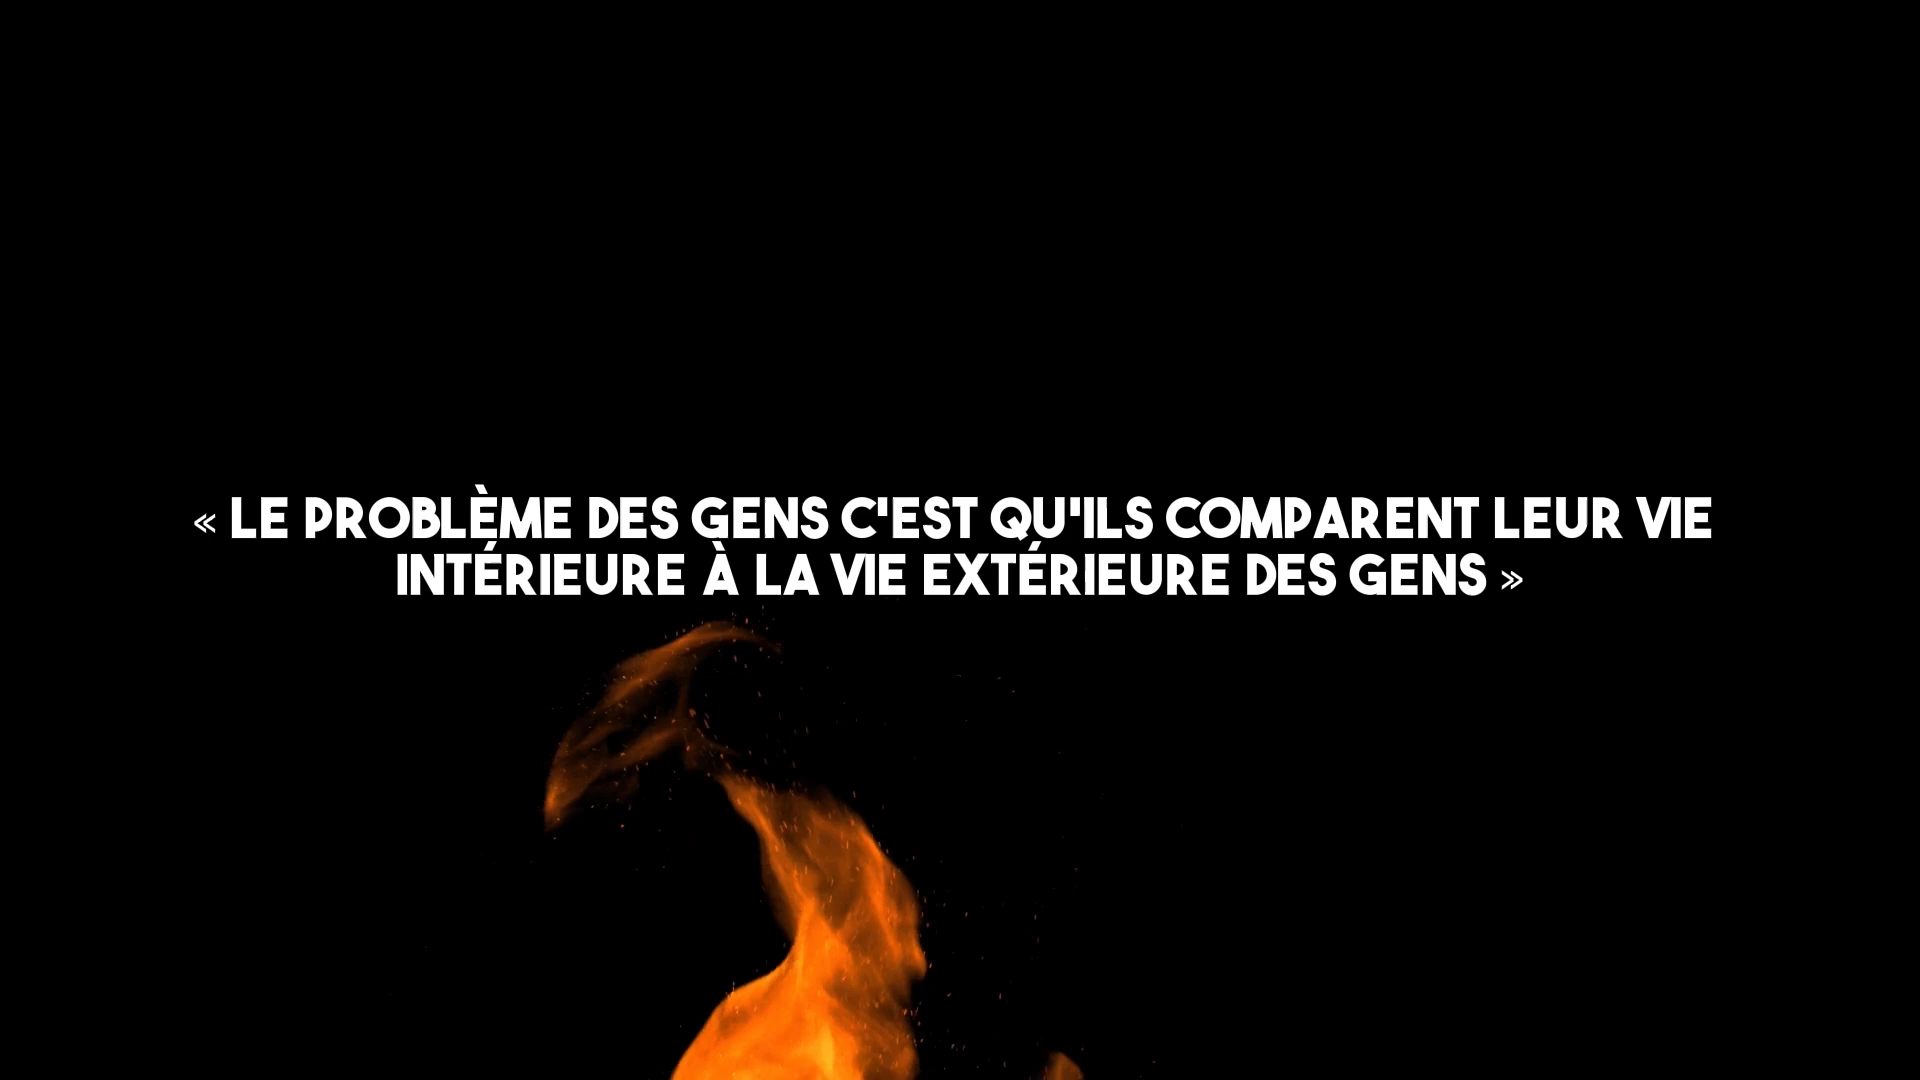 « LE PROBLÈME DES GENS C'EST QU'ILS COMPARENT LEUR VIE
INTÉRIEURE À LA VIE EXTÉRIEURE DES GENS »